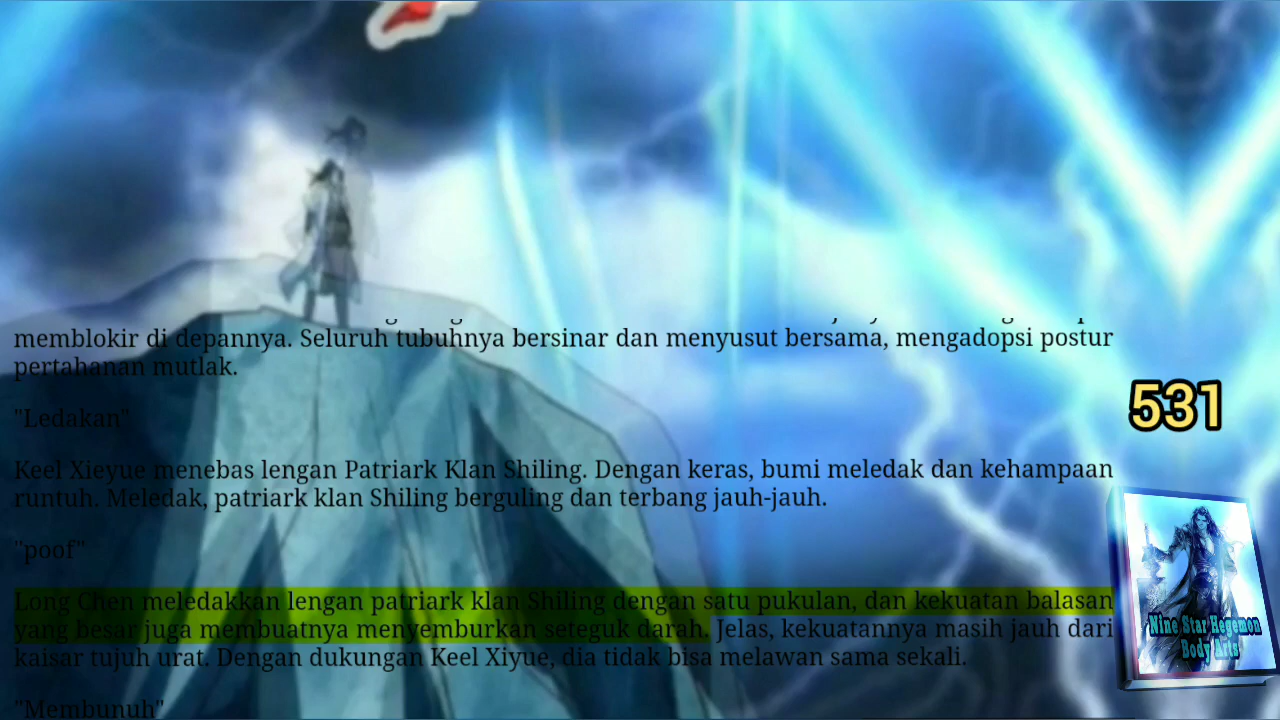 memblokir di depannya. Seluruh tubuhnya bersinar dan menyusut bersama, mengadopsi postur
pertahanan mutlak.
"Ledakan"
Keel Xieyue menebas lengan Patriark Klan Shiling. Dengan keras, bumi meledak dan kehampaan
runtuh. Meledak, patriark klan Shiling berguling dan terbang jauh-jauh.
"poof"
Long Chen meledakkan lengan patriark klan Shiling dengan satu pukulan, dan kekuatan balasan
yang besar juga membuatnya menyemburkan seteguk darah. Jelas, kekuatannya masih jauh dari
kaisar tujuh urat. Dengan dukungan Keel Xiyue, dia tidak bisa melawan sama sekali.
"Membunuh"
531
Nine Star Hegemon
Body Arts